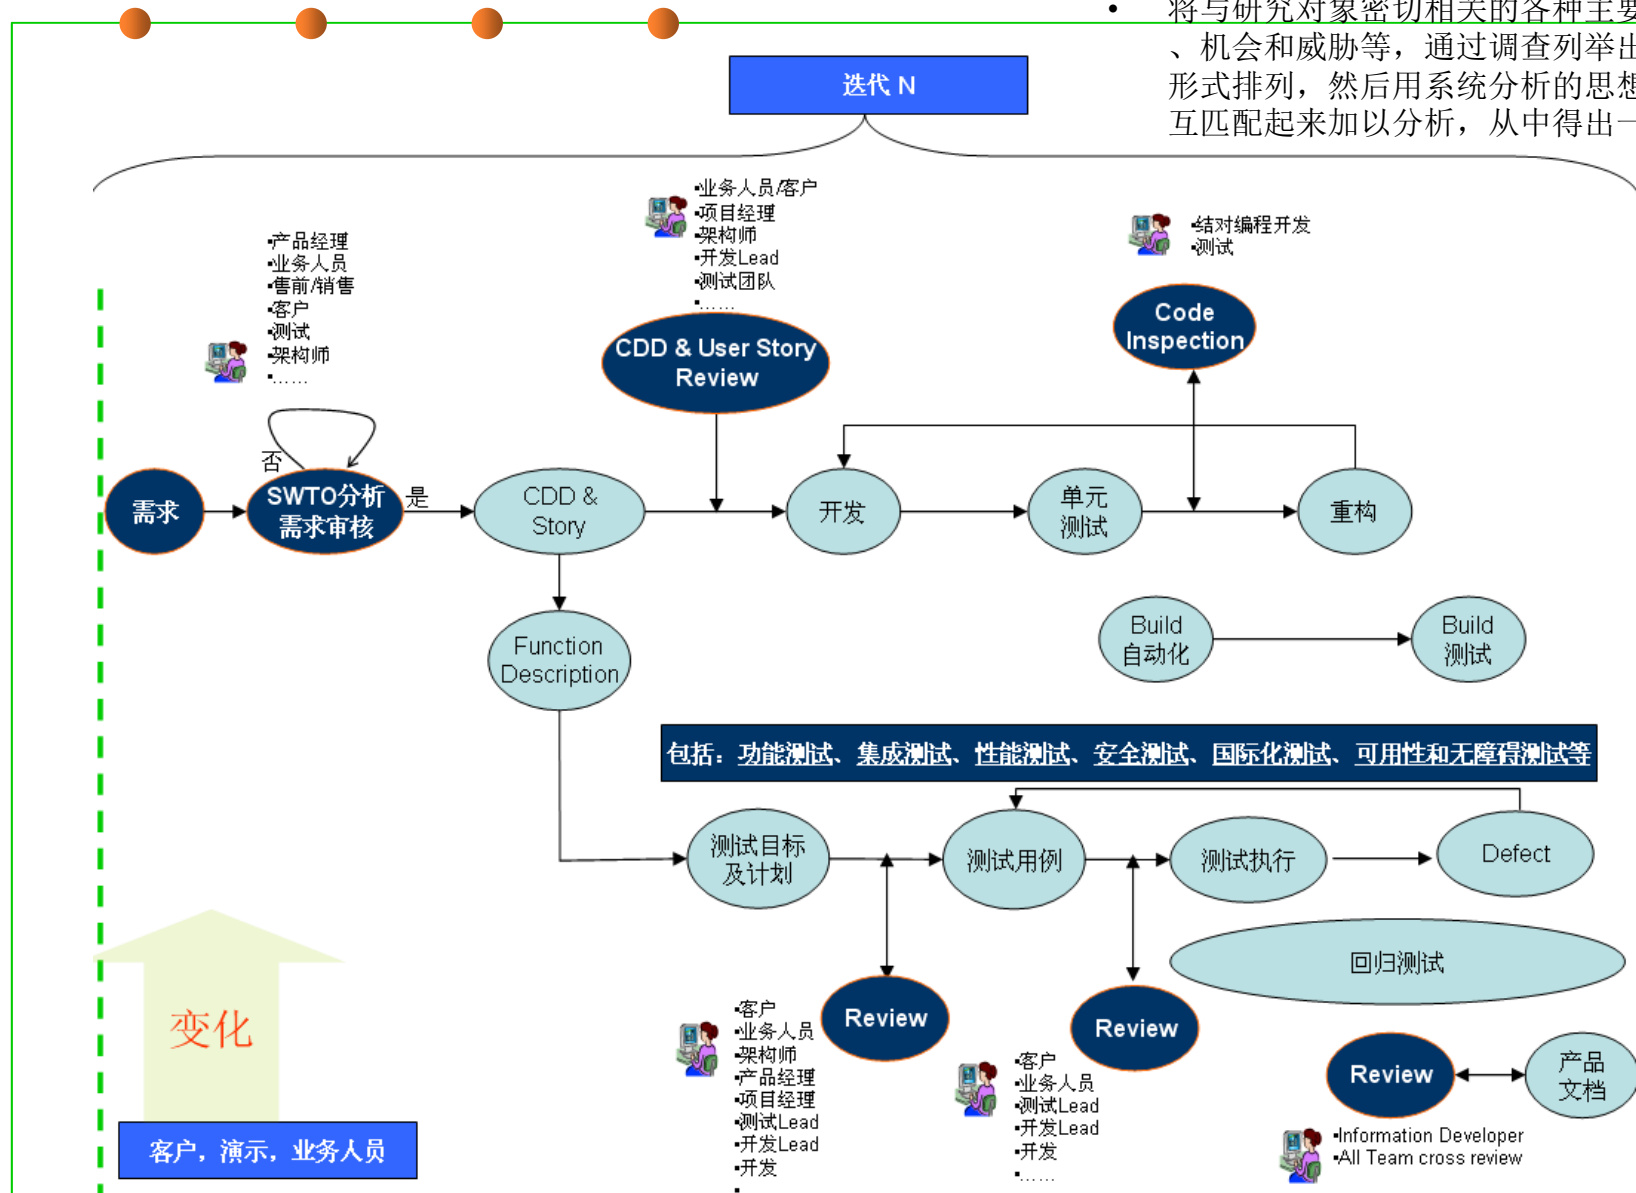 • 将与研究对象密切相关的各种主要
、机会和威胁等，通过调查列举出
形式排列，然后用系统分析的思想
互匹配起来加以分析，从中得出一
迭代 N
▪业务人员/客户
▪项目经理
▪架构师
▪开发Lead
▪测试团队
▪……
▪结对编程开发
▪测试
▪产品经理
▪业务人员
▪售前/销售
▪客户
▪测试
▪架构师
▪……
Code
Inspection
CDD & User Story
Review
否
需求
SWTO分析
需求审核
是
CDD &
Story
开发
单元
测试
重构
Function
Description
Build
自动化
Build
测试
包括：功能测试、集成测试、性能测试、安全测试、国际化测试、可用性和无障碍测试等
测试目标
及计划
测试用例
测试执行
Defect
回归测试
变化
▪客户
▪业务人员
▪架构师
▪产品经理
▪项目经理
▪测试Lead
▪开发Lead
▪开发
▪
Review
Review
▪客户
▪业务人员
▪测试Lead
▪开发Lead
▪开发
▪……
Review
产品
文档
▪Information Developer
▪All Team cross review
客户，演示，业务人员